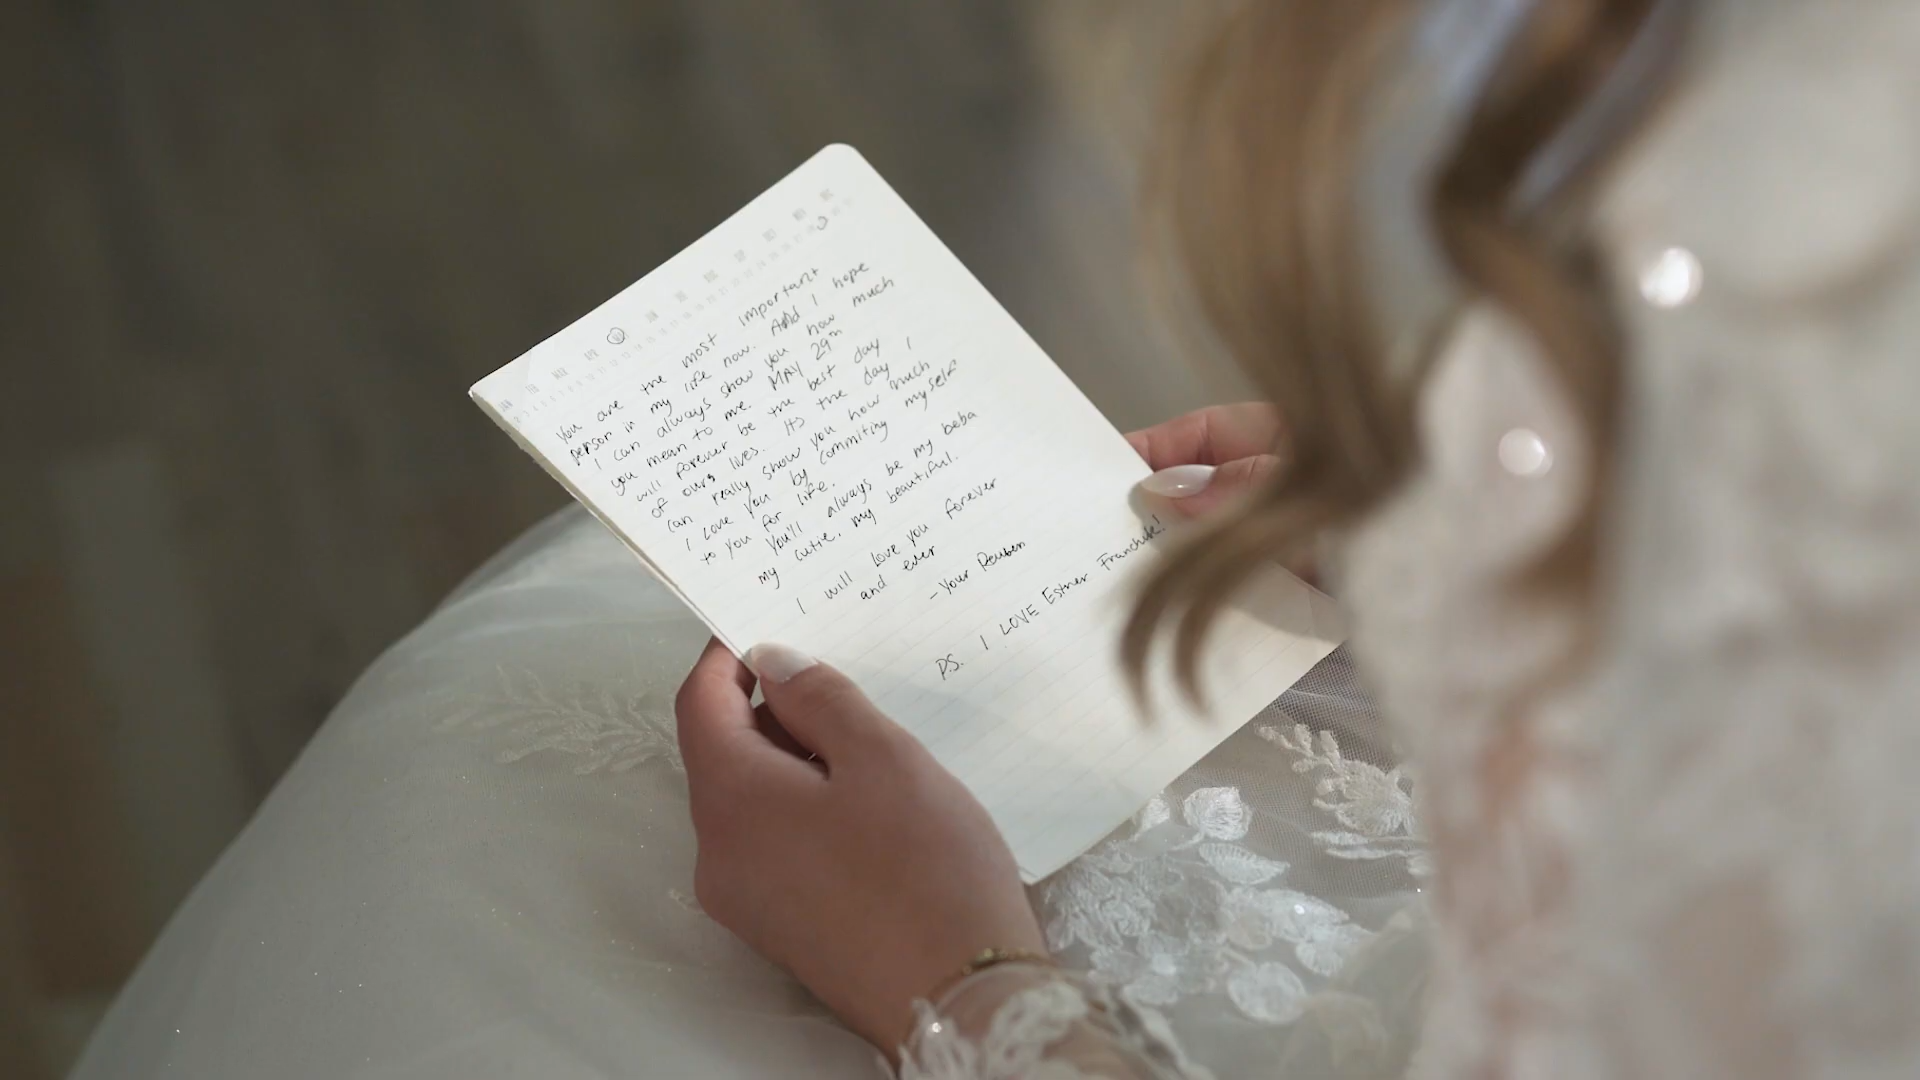 You are the most important
person in my life now. And I hope
I can always show you how much
you mean to me. MAY 29th
will forever be the best day
of ours lives. Its the day I
can really show you how much
I Love you by commiting myself
to you for life.
You'll always be my beba
my cutie. my beautiful.
I will Love you forever
and ever
- Your Reuben
P.S. I LOVE Esther